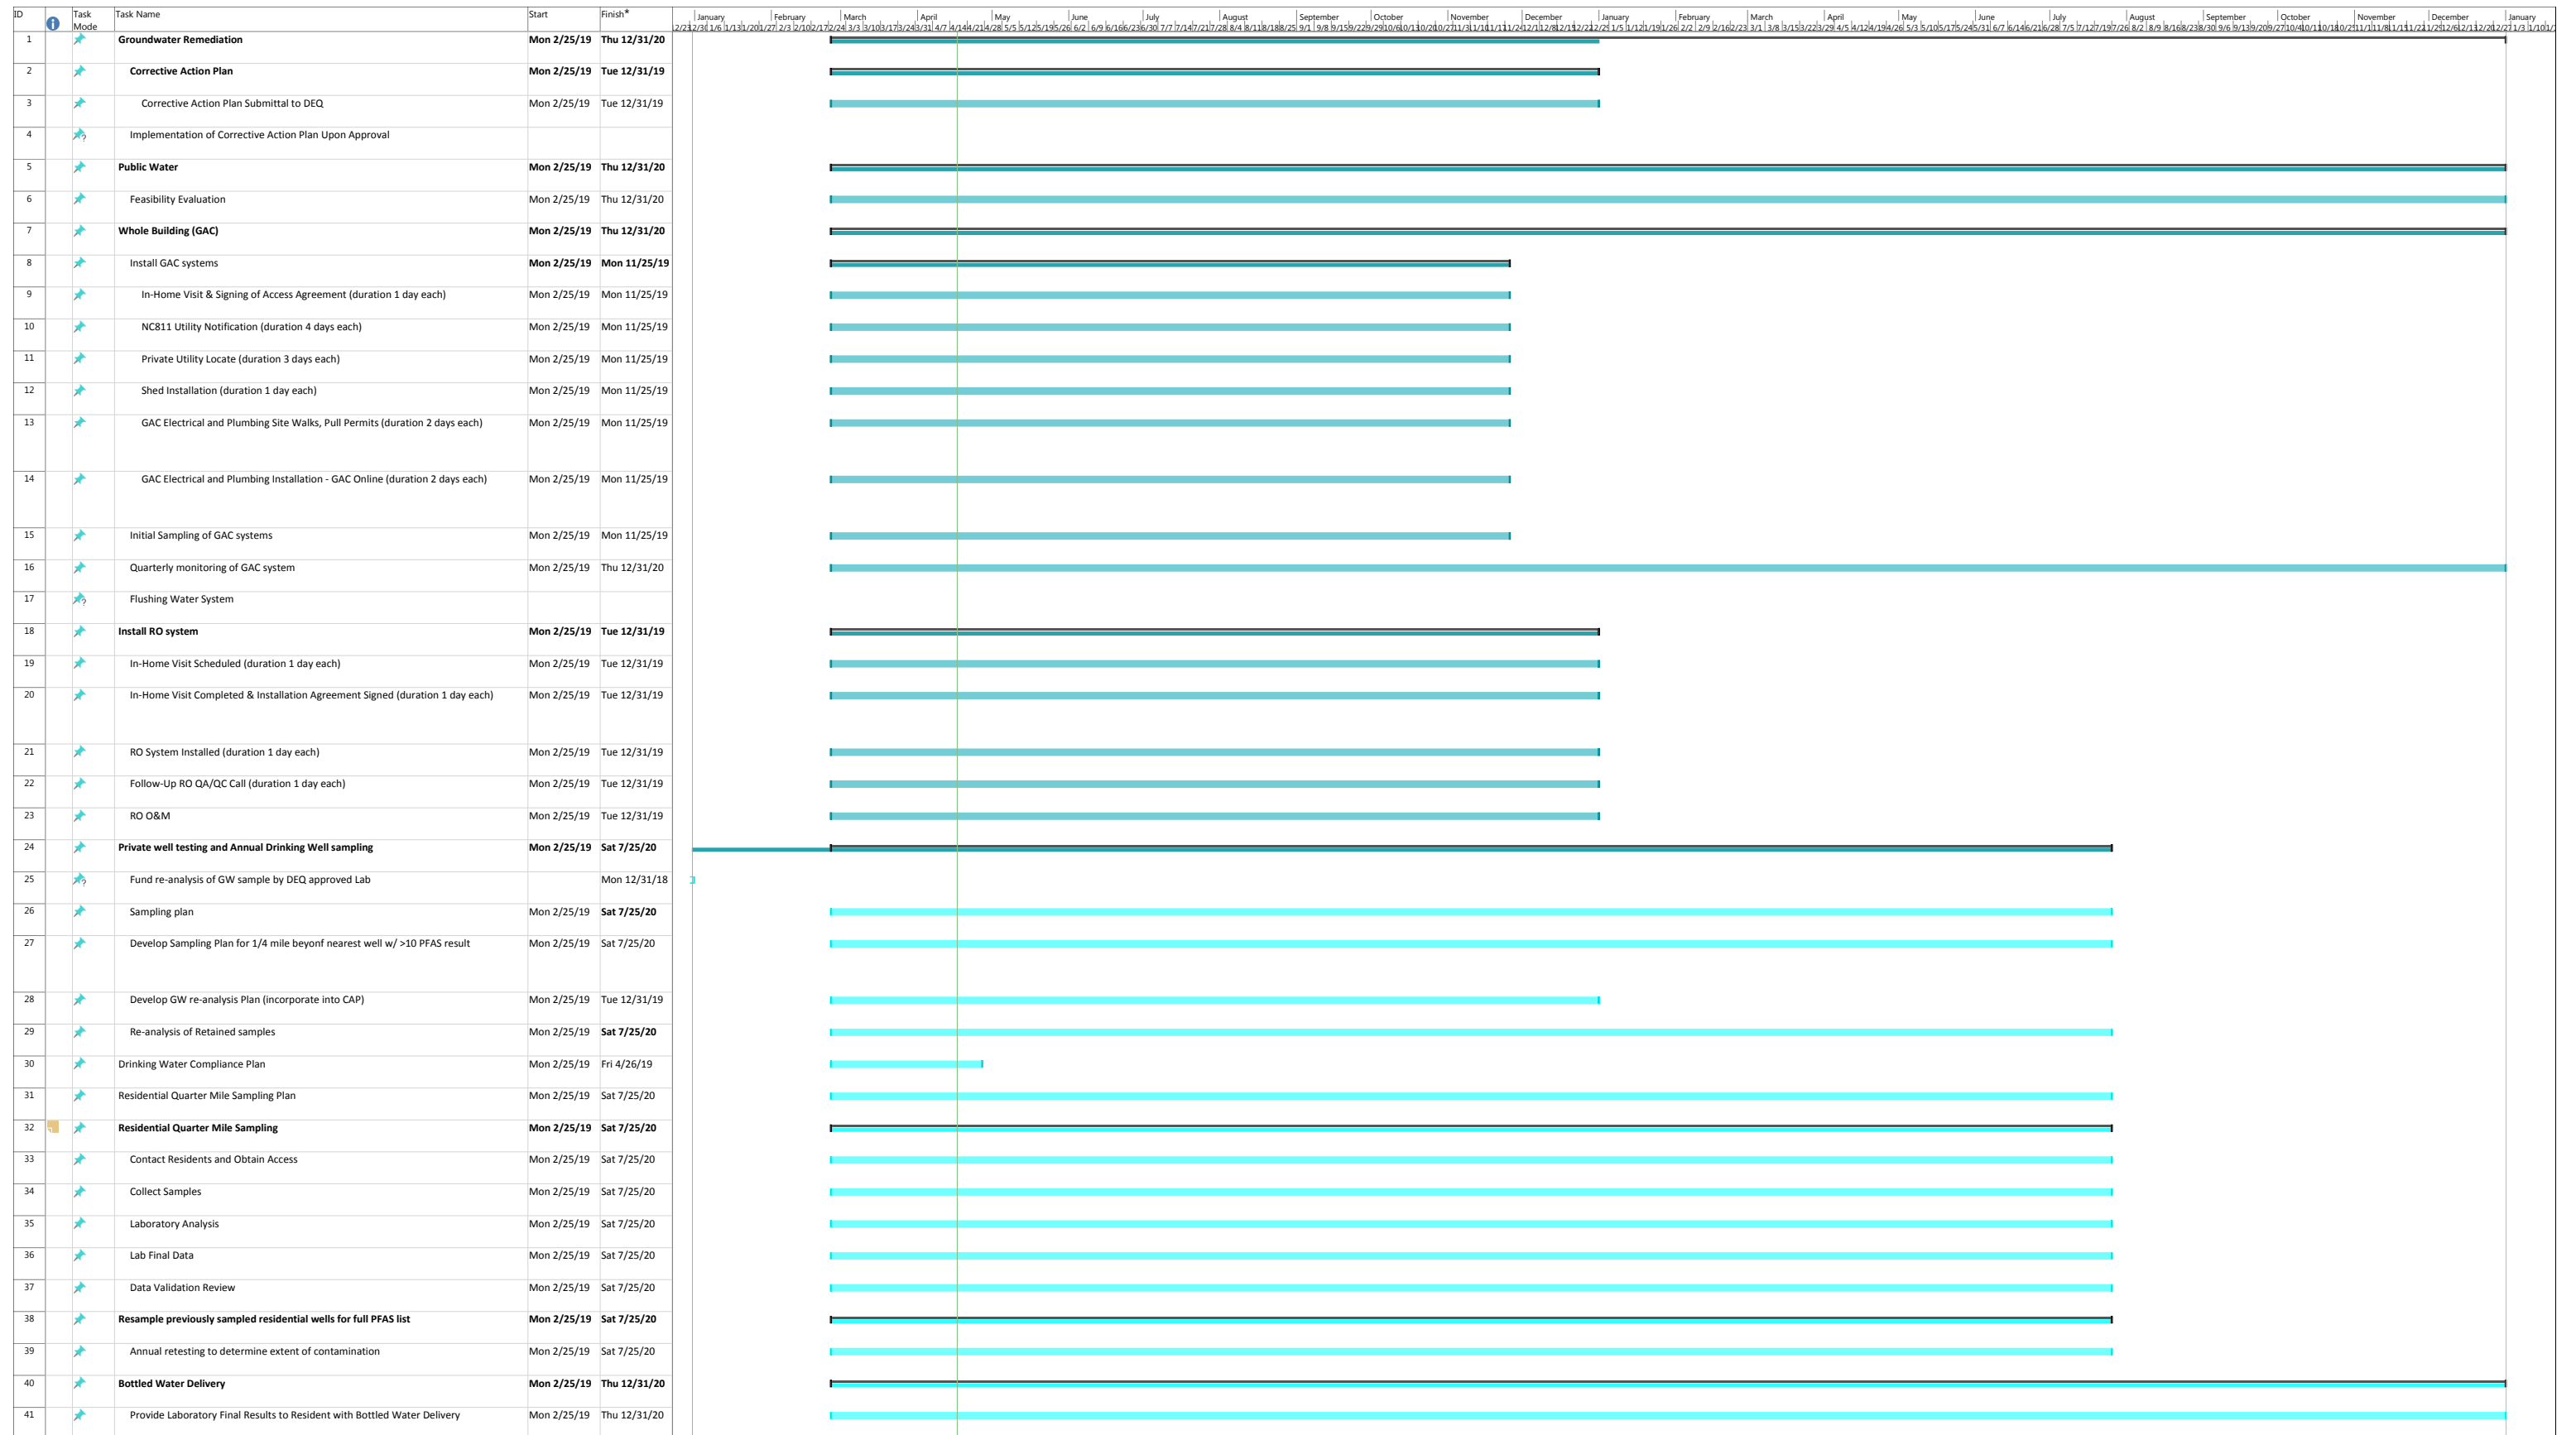 ID Task Mode Task Name Start Finish*
January February March April May June July August September October November December January February March April May June July August September October November December January
1 Groundwater Remediation Mon 2/25/19 Thu 12/31/20
2 Corrective Action Plan Mon 2/25/19 Tue 12/31/19
3 Corrective Action Plan Submittal to DEQ Mon 2/25/19 Tue 12/31/19
4 Implementation of Corrective Action Plan Upon Approval
5 Public Water Mon 2/25/19 Thu 12/31/20
6 Feasibility Evaluation Mon 2/25/19 Thu 12/31/20
7 Whole Building (GAC) Mon 2/25/19 Thu 12/31/20
8 Install GAC systems Mon 2/25/19 Mon 11/25/19
9 In-Home Visit & Signing of Access Agreement (duration 1 day each) Mon 2/25/19 Mon 11/25/19
10 NC811 Utility Notification (duration 4 days each) Mon 2/25/19 Mon 11/25/19
11 Private Utility Locate (duration 3 days each) Mon 2/25/19 Mon 11/25/19
12 Shed Installation (duration 1 day each) Mon 2/25/19 Mon 11/25/19
13 GAC Electrical and Plumbing Site Walks, Pull Permits (duration 2 days each) Mon 2/25/19 Mon 11/25/19
14 GAC Electrical and Plumbing Installation - GAC Online (duration 2 days each) Mon 2/25/19 Mon 11/25/19
15 Initial Sampling of GAC systems Mon 2/25/19 Mon 11/25/19
16 Quarterly monitoring of GAC system Mon 2/25/19 Thu 12/31/20
17 Flushing Water System
18 Install RO system Mon 2/25/19 Tue 12/31/19
19 In-Home Visit Scheduled (duration 1 day each) Mon 2/25/19 Tue 12/31/19
20 In-Home Visit Completed & Installation Agreement Signed (duration 1 day each) Mon 2/25/19 Tue 12/31/19
21 RO System Installed (duration 1 day each) Mon 2/25/19 Tue 12/31/19
22 Follow-Up RO QA/QC Call (duration 1 day each) Mon 2/25/19 Tue 12/31/19
23 RO O&M Mon 2/25/19 Tue 12/31/19
24 Private well testing and Annual Drinking Well sampling Mon 2/25/19 Sat 7/25/20
25 Fund re-analysis of GW sample by DEQ approved Lab Mon 12/31/18
26 Sampling plan Mon 2/25/19 Sat 7/25/20
27 Develop Sampling Plan for 1/4 mile beyonf nearest well w/ >10 PFAS result Mon 2/25/19 Sat 7/25/20
28 Develop GW re-analysis Plan (incorporate into CAP) Mon 2/25/19 Tue 12/31/19
29 Re-analysis of Retained samples Mon 2/25/19 Sat 7/25/20
30 Drinking Water Compliance Plan Mon 2/25/19 Fri 4/26/19
31 Residential Quarter Mile Sampling Plan Mon 2/25/19 Sat 7/25/20
32 Residential Quarter Mile Sampling Mon 2/25/19 Sat 7/25/20
33 Contact Residents and Obtain Access Mon 2/25/19 Sat 7/25/20
34 Collect Samples Mon 2/25/19 Sat 7/25/20
35 Laboratory Analysis Mon 2/25/19 Sat 7/25/20
36 Lab Final Data Mon 2/25/19 Sat 7/25/20
37 Data Validation Review Mon 2/25/19 Sat 7/25/20
38 Resample previously sampled residential wells for full PFAS list Mon 2/25/19 Sat 7/25/20
39 Annual retesting to determine extent of contamination Mon 2/25/19 Sat 7/25/20
40 Bottled Water Delivery Mon 2/25/19 Thu 12/31/20
41 Provide Laboratory Final Results to Resident with Bottled Water Delivery Mon 2/25/19 Thu 12/31/20